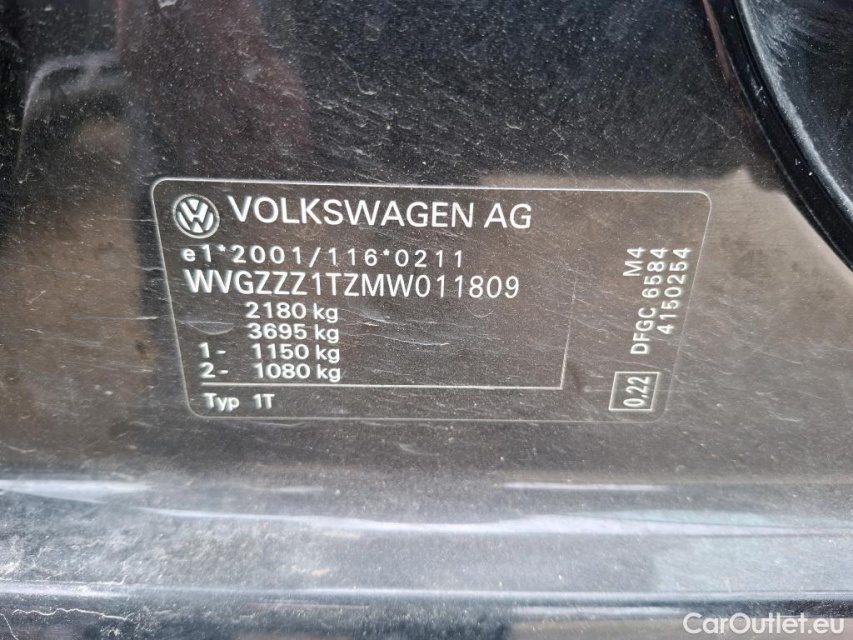 VOLKSWAGEN AG
e1*2001/116*0211
WVGZZZ1TZMW011809
2180 kg
3695 kg
1- 1150 kg
2- 1080 kg
Typ 1T
M4
DFGC 6584
4150254
0.22
CarOutlet.eu